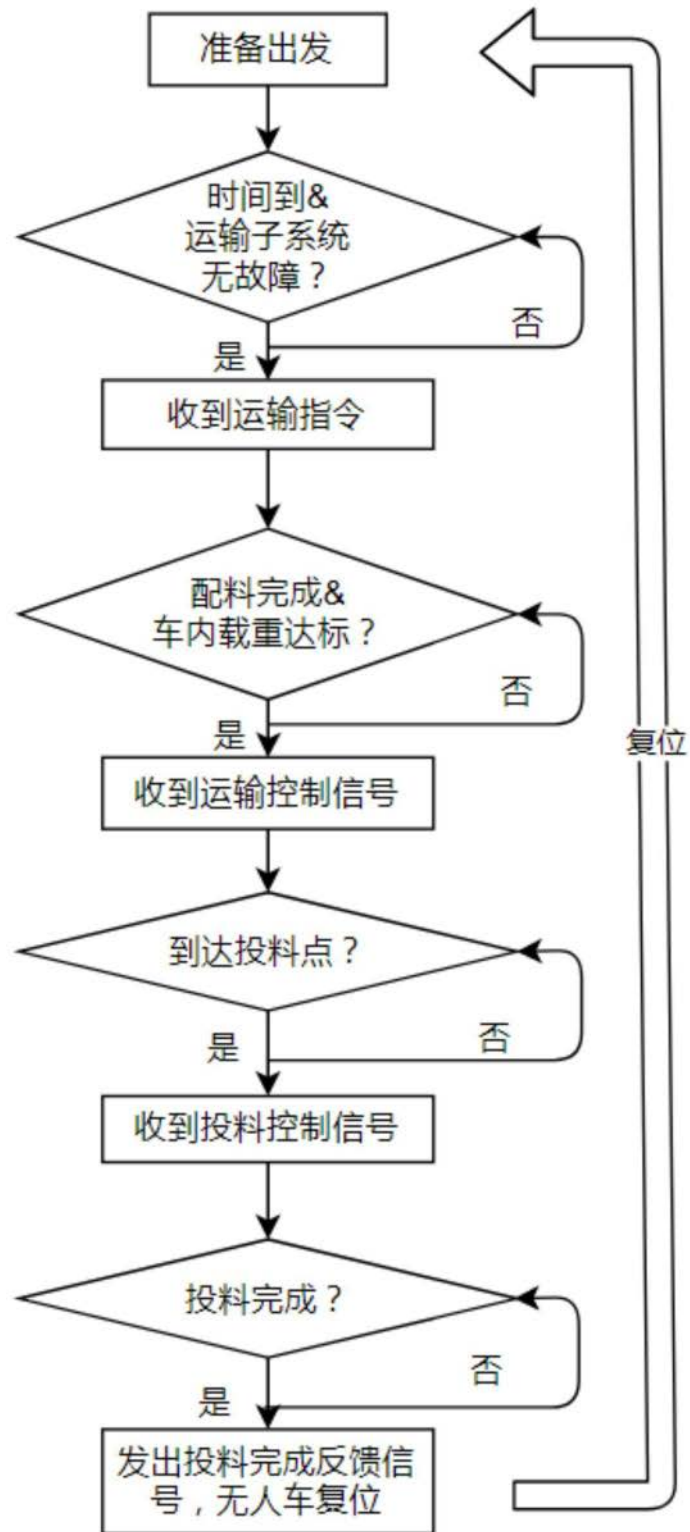 准备出发
时间到&
运输子系统
无故障？
否
是
收到运输指令
配料完成&
车内载重达标？
否
是
复位
收到运输控制信号
到达投料点？
否
是
收到投料控制信号
投料完成？
否
是
发出投料完成反馈信
号，无人车复位